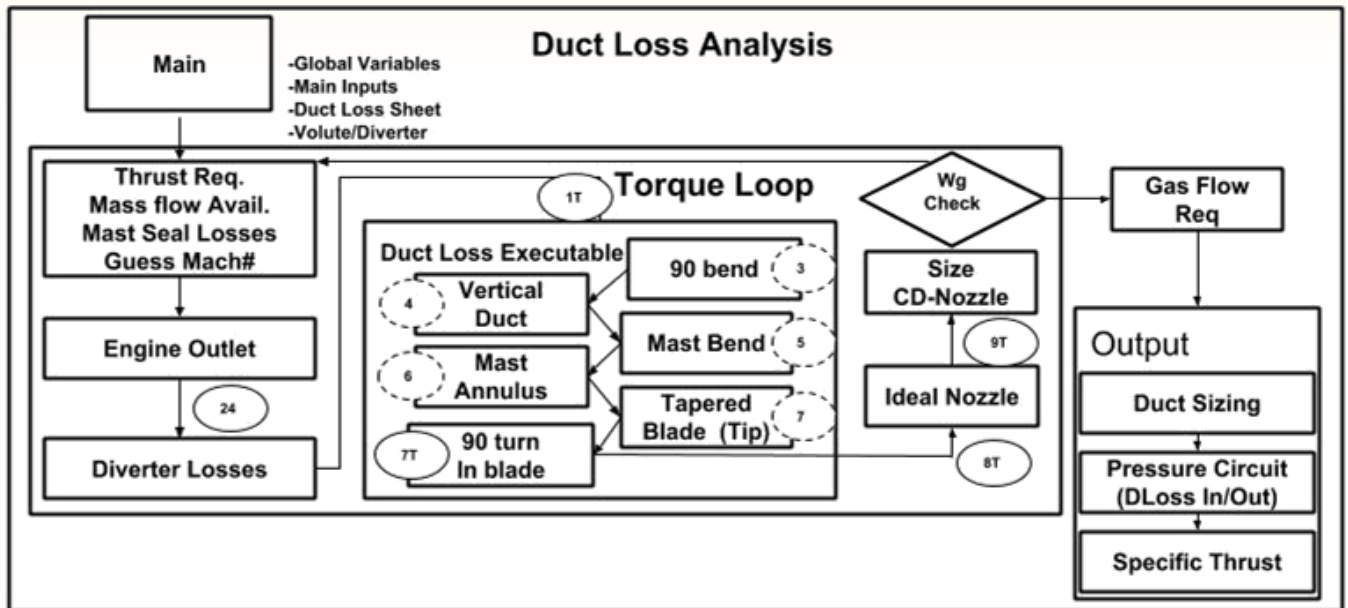 Duct Loss Analysis
Main
-Global Variables
-Main Inputs
-Duct Loss Sheet
-Volute/Diverter
Thrust Req.
Mass flow Avail.
Mast Seal Losses
Guess Mach#
Engine Outlet
24
Diverter Losses
1T
Torque Loop
Duct Loss Executable
90 bend
3
4
Vertical
Duct
Mast Bend
5
6
Mast
Annulus
Tapered
Blade (Tip)
7
7T
90 turn
In blade
8T
Ideal Nozzle
9T
Size
CD-Nozzle
Wg
Check
Gas Flow
Req
Output
Duct Sizing
Pressure Circuit
(DLoss In/Out)
Specific Thrust